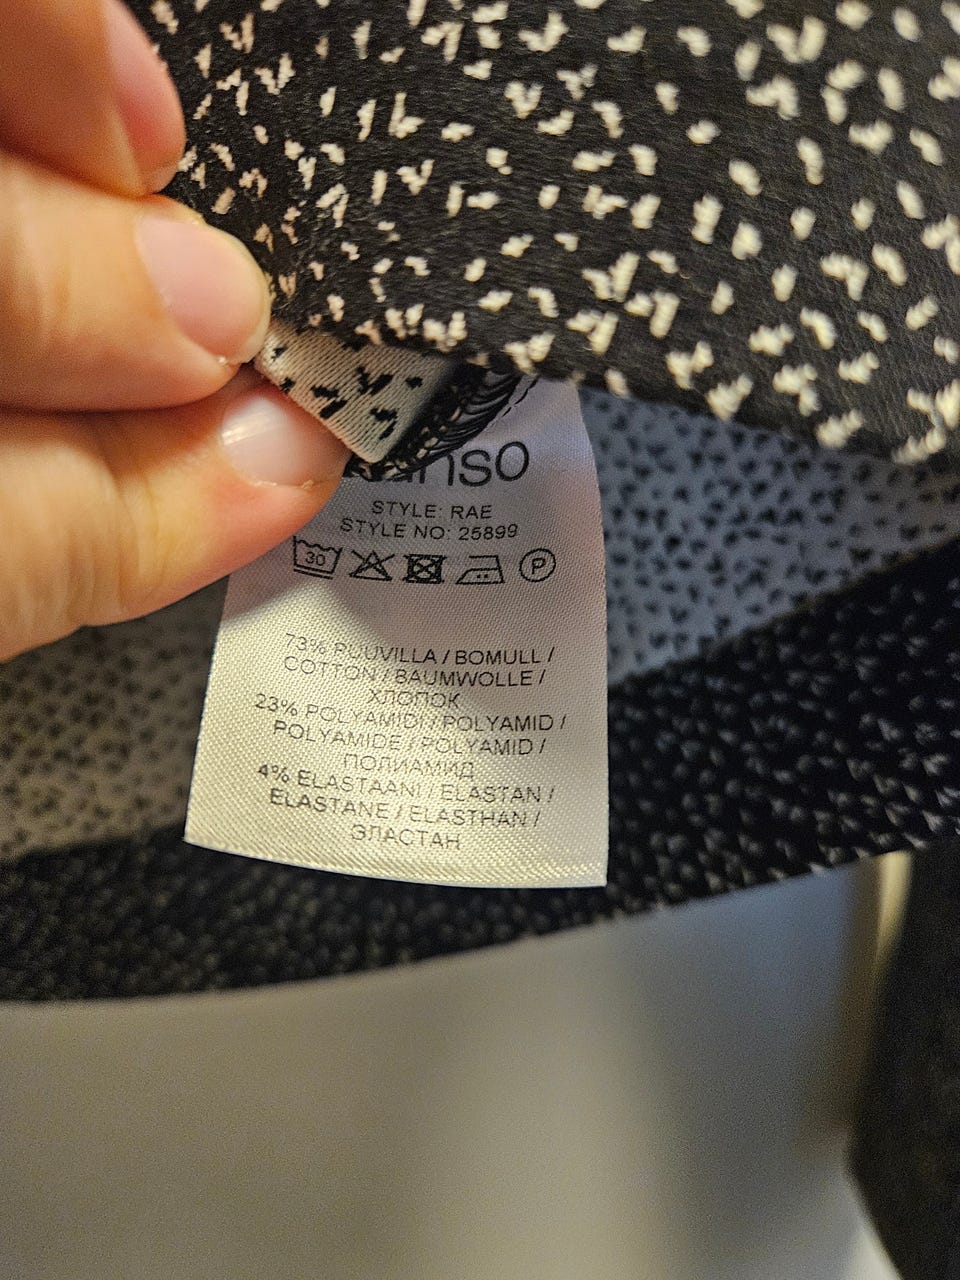 nso
STYLE: RAE
STYLE NO: 25899
30 P
73% PUUVILLA / BOMULL /
COTTON / BAUMWOLLE /
ХЛОПОК
23% POLYAMIDI / POLYAMID /
POLYAMIDE / POLYAMID /
ПОЛИАМИД
4% ELASTAANI / ELASTAN /
ELASTANE / ELASTHAN /
ЭЛАСТАН